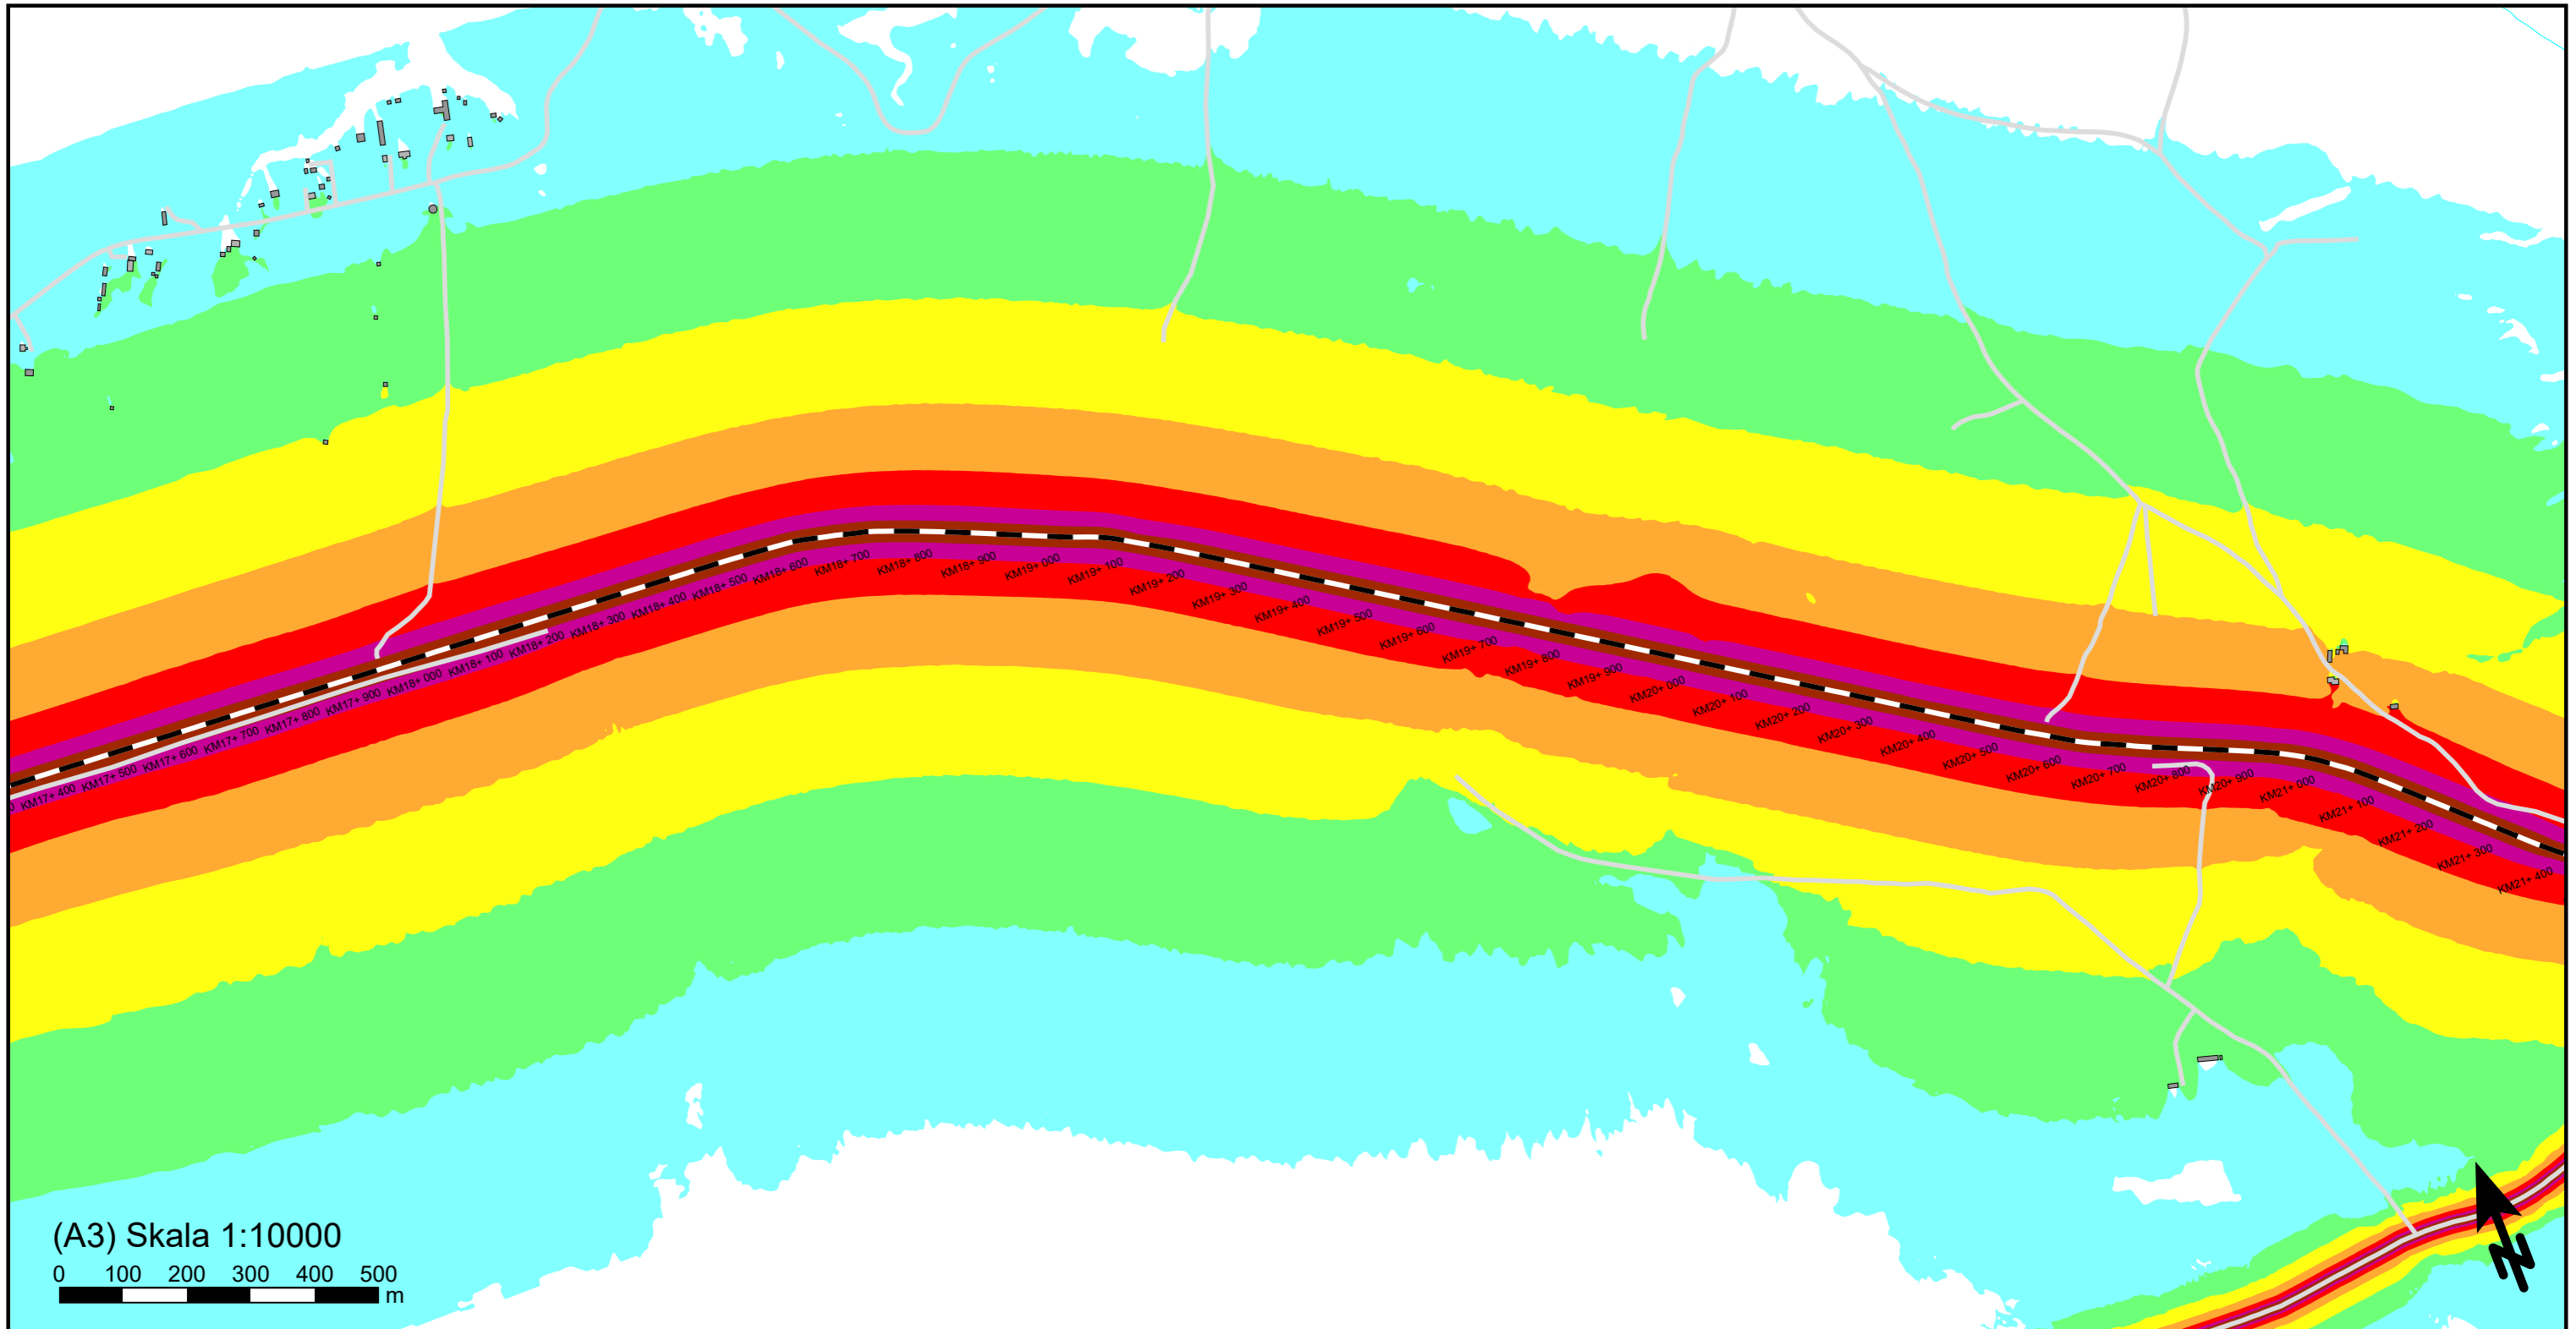 0
KM17+ 400
KM17+ 500
KM17+ 600
KM17+ 700
KM17+ 800
KM17+ 900
KM18+ 000
KM18+ 100
KM18+ 200
KM18+ 300
KM18+ 400
KM18+ 500
KM18+ 600
KM18+ 700
KM18+ 800
KM18+ 900
KM19+ 000
KM19+ 100
KM19+ 200
KM19+ 300
KM19+ 400
KM19+ 500
KM19+ 600
KM19+ 700
KM19+ 800
KM19+ 900
KM20+ 000
KM20+ 100
KM20+ 200
KM20+ 300
KM20+ 400
KM20+ 500
KM20+ 600
KM20+ 700
KM20+ 800
KM20+ 900
KM21+ 000
KM21+ 100
KM21+ 200
KM21+ 300
KM21+ 400
(A3) Skala 1:10000
0 100 200 300 400 500
m
N